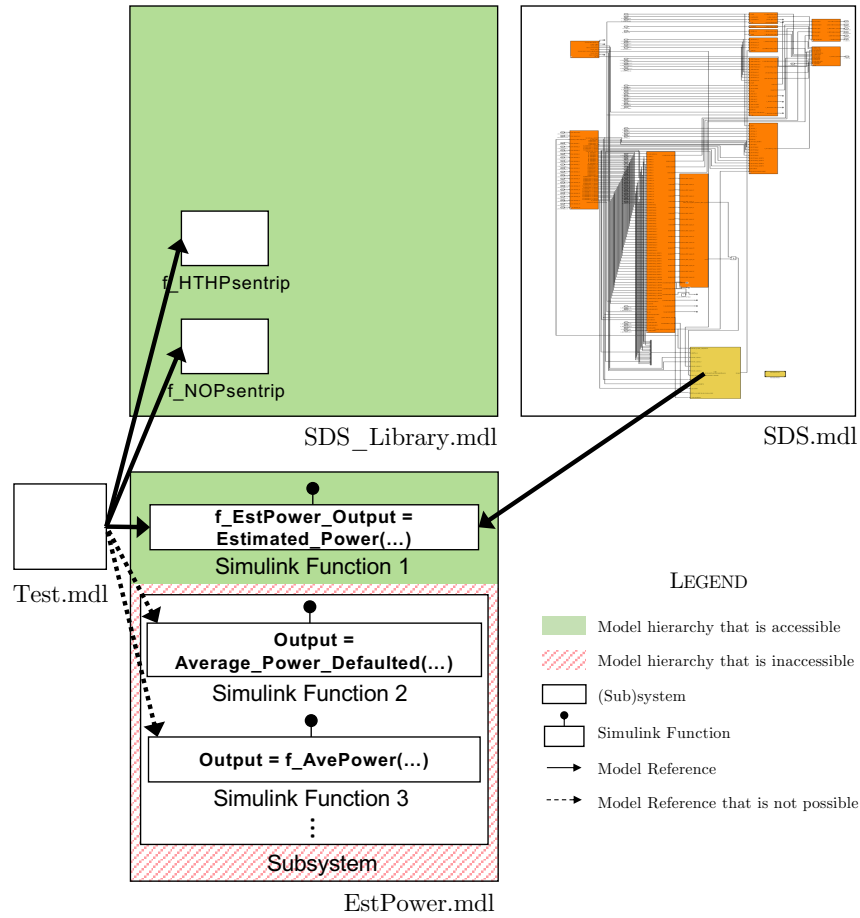 f_HTHPsentrip
f_NOPsentrip
SDS_Library.mdl
SDS.mdl
f_EstPower_Output =
Estimated_Power(...)
Simulink Function 1
Test.mdl
Output =
Average_Power_Defaulted(...)
Simulink Function 2
Output = f_AvePower(...)
Simulink Function 3
Subsystem
EstPower.mdl
LEGEND
Model hierarchy that is accessible
Model hierarchy that is inaccessible
(Sub)system
Simulink Function
Model Reference
Model Reference that is not possible